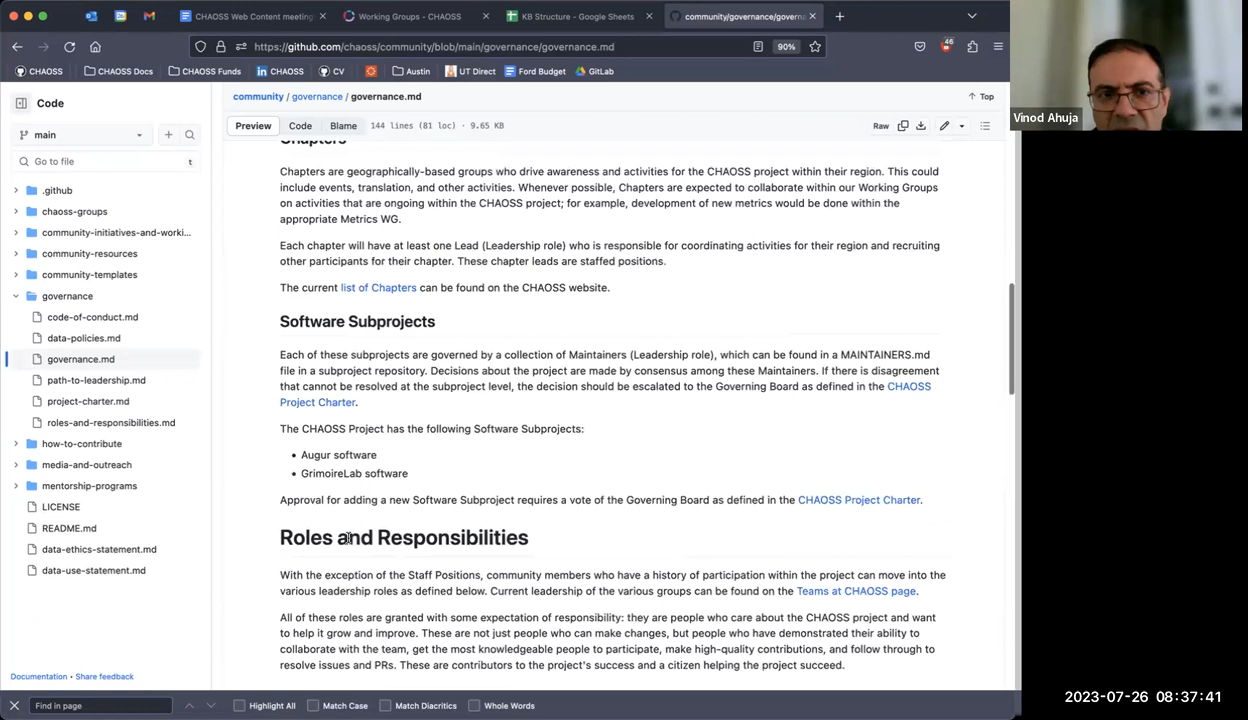 CHAOSS Web Content meeting
Working Groups - CHAOSS
KB Structure - Google Sheets
community/governance/govern
https://github.com/chaoss/community/blob/main/governance/governance.md
90%
46
CHAOSS
CHAOSS Docs
CHAOSS Funds
CHAOSS
CV
Austin
UT Direct
Ford Budget
GitLab
Vinod Ahuja
Code
community / governance / governance.md
Top
main
Preview
Code
Blame
144 lines (81 loc) · 9.65 KB
Raw
Go to file
t
.github
chaoss-groups
community-initiatives-and-worki...
community-resources
community-templates
governance
code-of-conduct.md
data-policies.md
governance.md
path-to-leadership.md
project-charter.md
roles-and-responsibilities.md
how-to-contribute
media-and-outreach
mentorship-programs
LICENSE
README.md
data-ethics-statement.md
data-use-statement.md
Documentation · Share feedback
Chapters
Chapters are geographically-based groups who drive awareness and activities for the CHAOSS project within their region. This could
include events, translation, and other activities. Whenever possible, Chapters are expected to collaborate within our Working Groups
on activities that are ongoing within the CHAOSS project; for example, development of new metrics would be done within the
appropriate Metrics WG.
Each chapter will have at least one Lead (Leadership role) who is responsible for coordinating activities for their region and recruiting
other participants for their chapter. These chapter leads are staffed positions.
The current list of Chapters can be found on the CHAOSS website.
Software Subprojects
Each of these subprojects are governed by a collection of Maintainers (Leadership role), which can be found in a MAINTAINERS.md
file in a subproject repository. Decisions about the project are made by consensus among these Maintainers. If there is disagreement
that cannot be resolved at the subproject level, the decision should be escalated to the Governing Board as defined in the CHAOSS
Project Charter.
The CHAOSS Project has the following Software Subprojects:
• Augur software
• GrimoireLab software
Approval for adding a new Software Subproject requires a vote of the Governing Board as defined in the CHAOSS Project Charter.
Roles and Responsibilities
With the exception of the Staff Positions, community members who have a history of participation within the project can move into the
various leadership roles as defined below. Current leadership of the various groups can be found on the Teams at CHAOSS page.
All of these roles are granted with some expectation of responsibility: they are people who care about the CHAOSS project and want
to help it grow and improve. These are not just people who can make changes, but people who have demonstrated their ability to
collaborate with the team, get the most knowledgeable people to participate, make high-quality contributions, and follow through to
resolve issues and PRs. These are contributors to the project's success and a citizen helping the project succeed.
Find in page
Highlight All
Match Case
Match Diacritics
Whole Words
2023-07-26 08:37:41